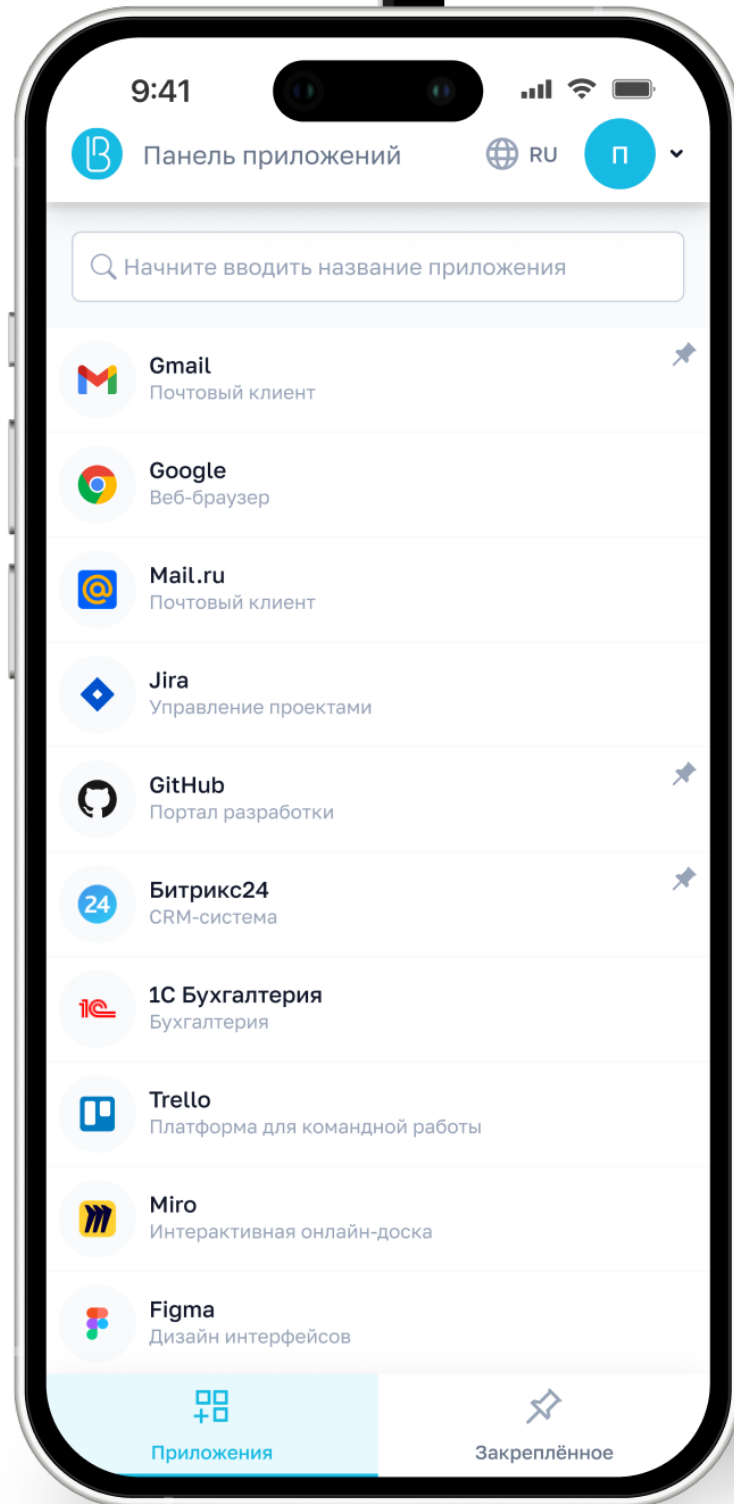 9:41
Панель приложений
RU
П
Начните вводить название приложения
Gmail
Почтовый клиент
Google
Веб-браузер
Mail.ru
Почтовый клиент
Jira
Управление проектами
GitHub
Портал разработки
24
Битрикс24
CRM-система
1С
1С Бухгалтерия
Бухгалтерия
Trello
Платформа для командной работы
Miro
Интерактивная онлайн-доска
Figma
Дизайн интерфейсов
Приложения
Закреплённое